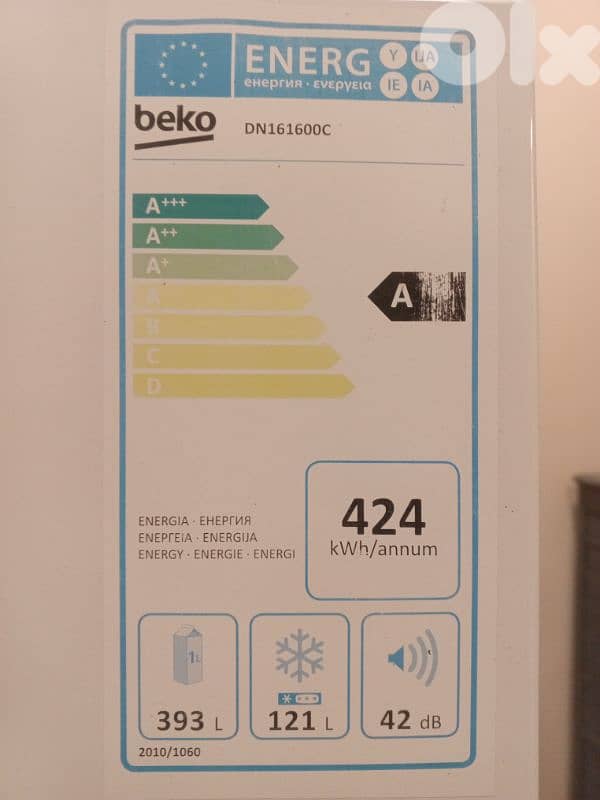 olx
ENERG Y IJA IE IA
енергия · ενεργεια
beko DN161600C
A+++
A++
A+
A
A
B
C
D
ENERGIA · ЕНЕРГИЯ
ΕΝΕΡΓΕΙΑ · ENERGIJA
ENERGY · ENERGIE · ENERGI
424
kWh/annum
1L
393 L
121 L
42 dB
2010/1060